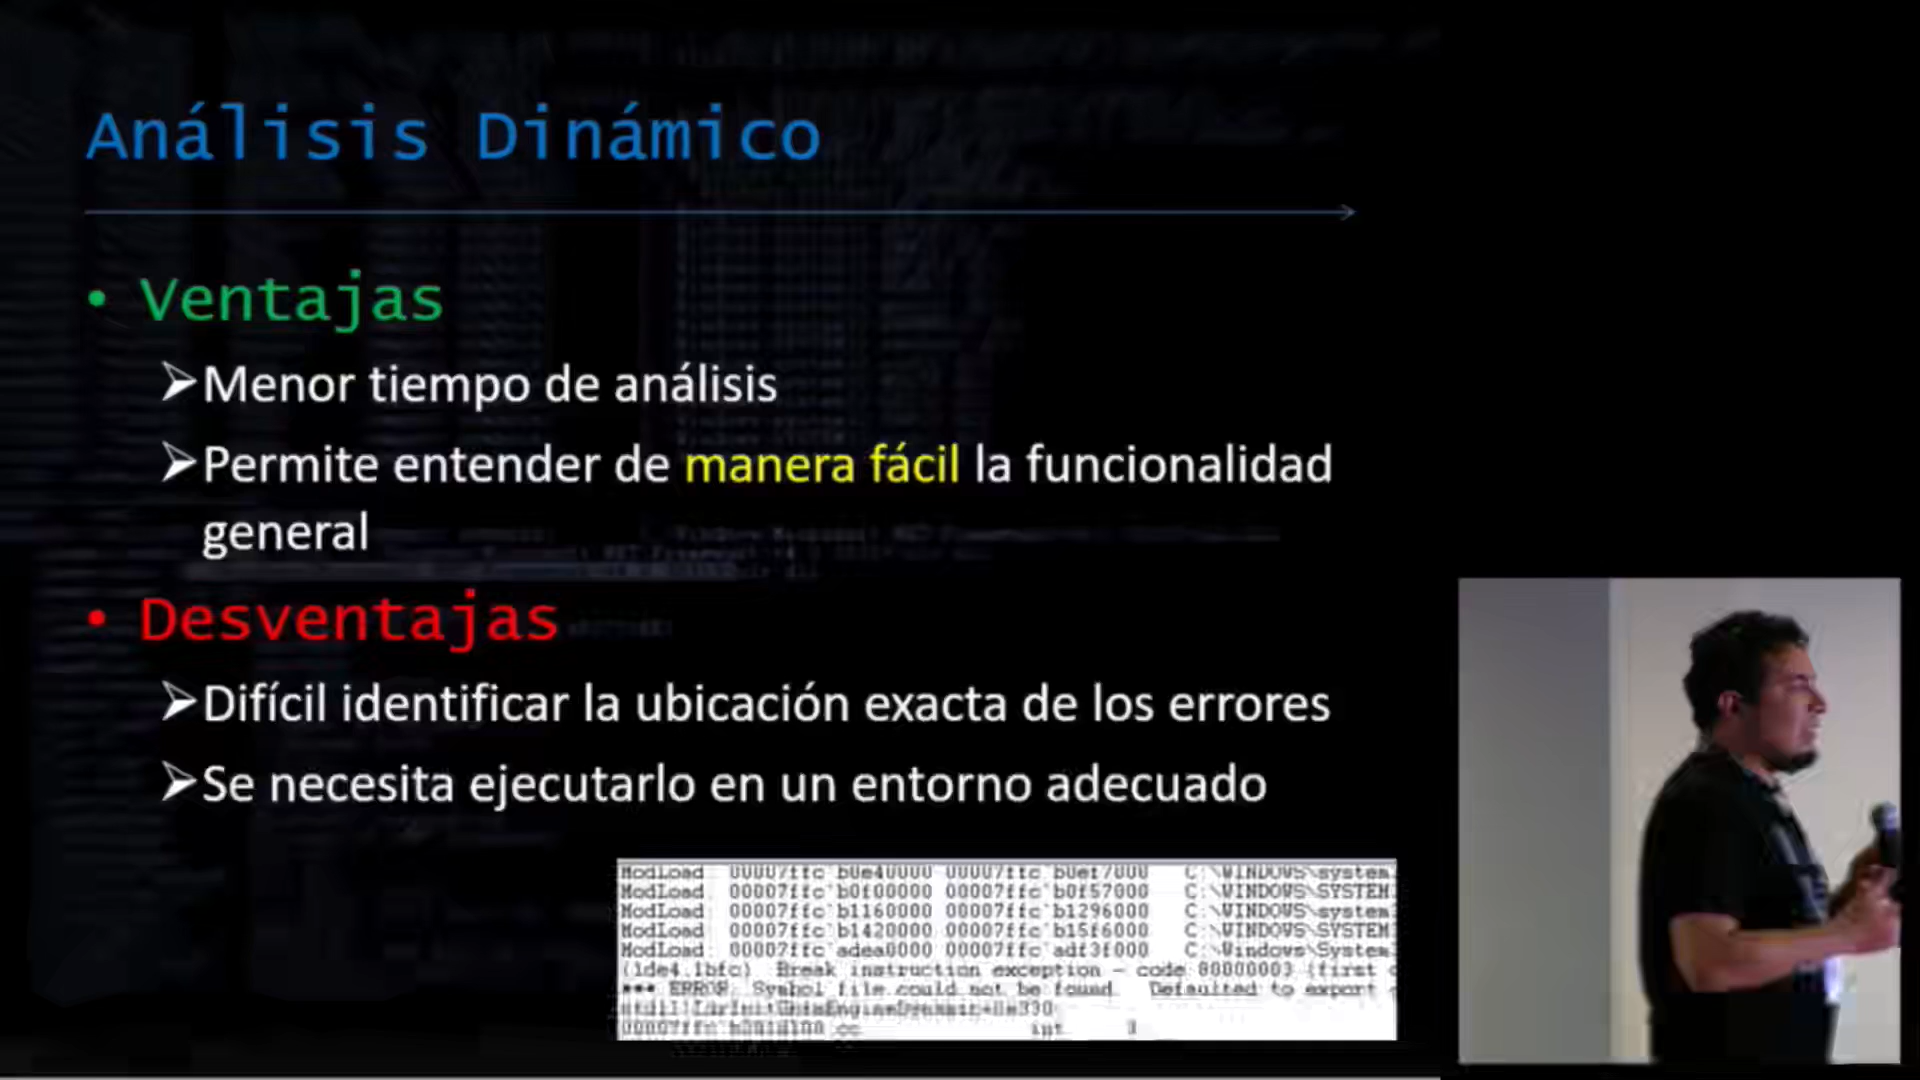 Análisis Dinámico
• Ventajas
➢Menor tiempo de análisis
➢Permite entender de manera fácil la funcionalidad
general
• Desventajas
➢Difícil identificar la ubicación exacta de los errores
➢Se necesita ejecutarlo en un entorno adecuado
ModLoad: 00007ffc`b0e40000 00007ffc`b0ef7000 C:\WINDOWS\system
ModLoad: 00007ffc`b0f00000 00007ffc`b0f57000 C:\WINDOWS\SYSTEM
ModLoad: 00007ffc`b1160000 00007ffc`b1296000 C:\WINDOWS\system
ModLoad: 00007ffc`b1420000 00007ffc`b15f6000 C:\WINDOWS\SYSTEM
ModLoad: 00007ffc`adea0000 00007ffc`adf3f000 C:\Windows\System
(1de4.1bfc): Break instruction exception - code 80000003 (first
*** ERROR: Symbol file could not be found. Defaulted to export
int 3